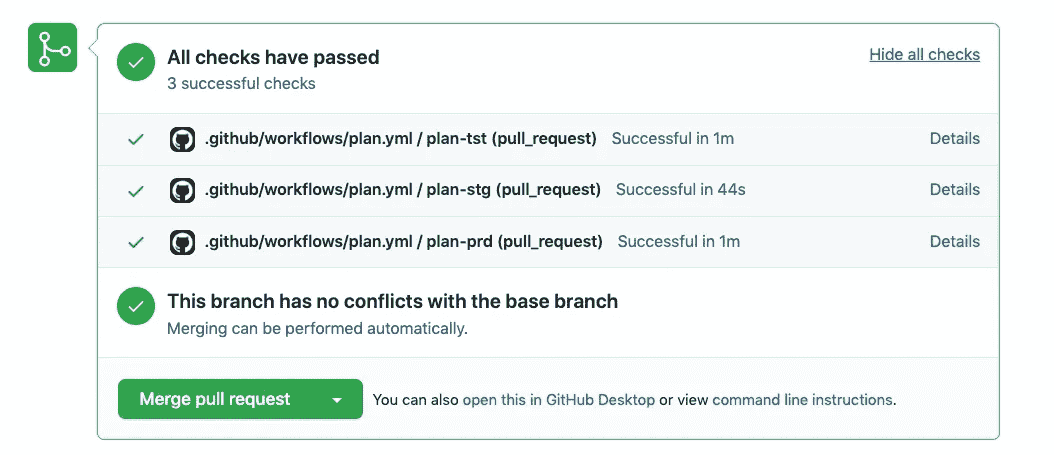 All checks have passed
Hide all checks
3 successful checks
.github/workflows/plan.yml / plan-tst (pull_request) Successful in 1m Details
.github/workflows/plan.yml / plan-stg (pull_request) Successful in 44s Details
.github/workflows/plan.yml / plan-prd (pull_request) Successful in 1m Details
This branch has no conflicts with the base branch
Merging can be performed automatically.
Merge pull request You can also open this in GitHub Desktop or view command line instructions.